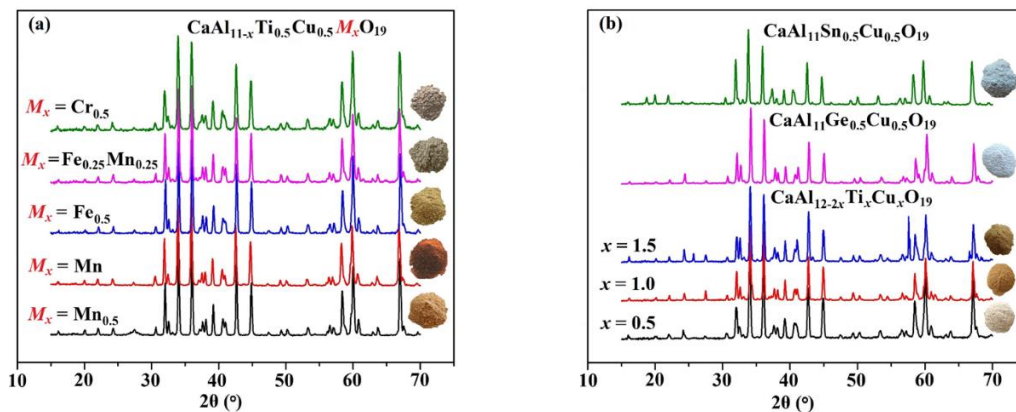 (a)
CaAl₁₁₋ₓTi₀.₅Cu₀.₅MₓO₁₉
Mₓ = Cr₀.₅
Mₓ = Fe₀.₂₅Mn₀.₂₅
Mₓ = Fe₀.₅
Mₓ = Mn
Mₓ = Mn₀.₅
10 20 30 40 50 60 70
2θ (°)
(b)
CaAl₁₁Sn₀.₅Cu₀.₅O₁₉
CaAl₁₁Ge₀.₅Cu₀.₅O₁₉
CaAl₁₂₋₂ₓTiₓCuₓO₁₉
x = 1.5
x = 1.0
x = 0.5
10 20 30 40 50 60 70
2θ (°)